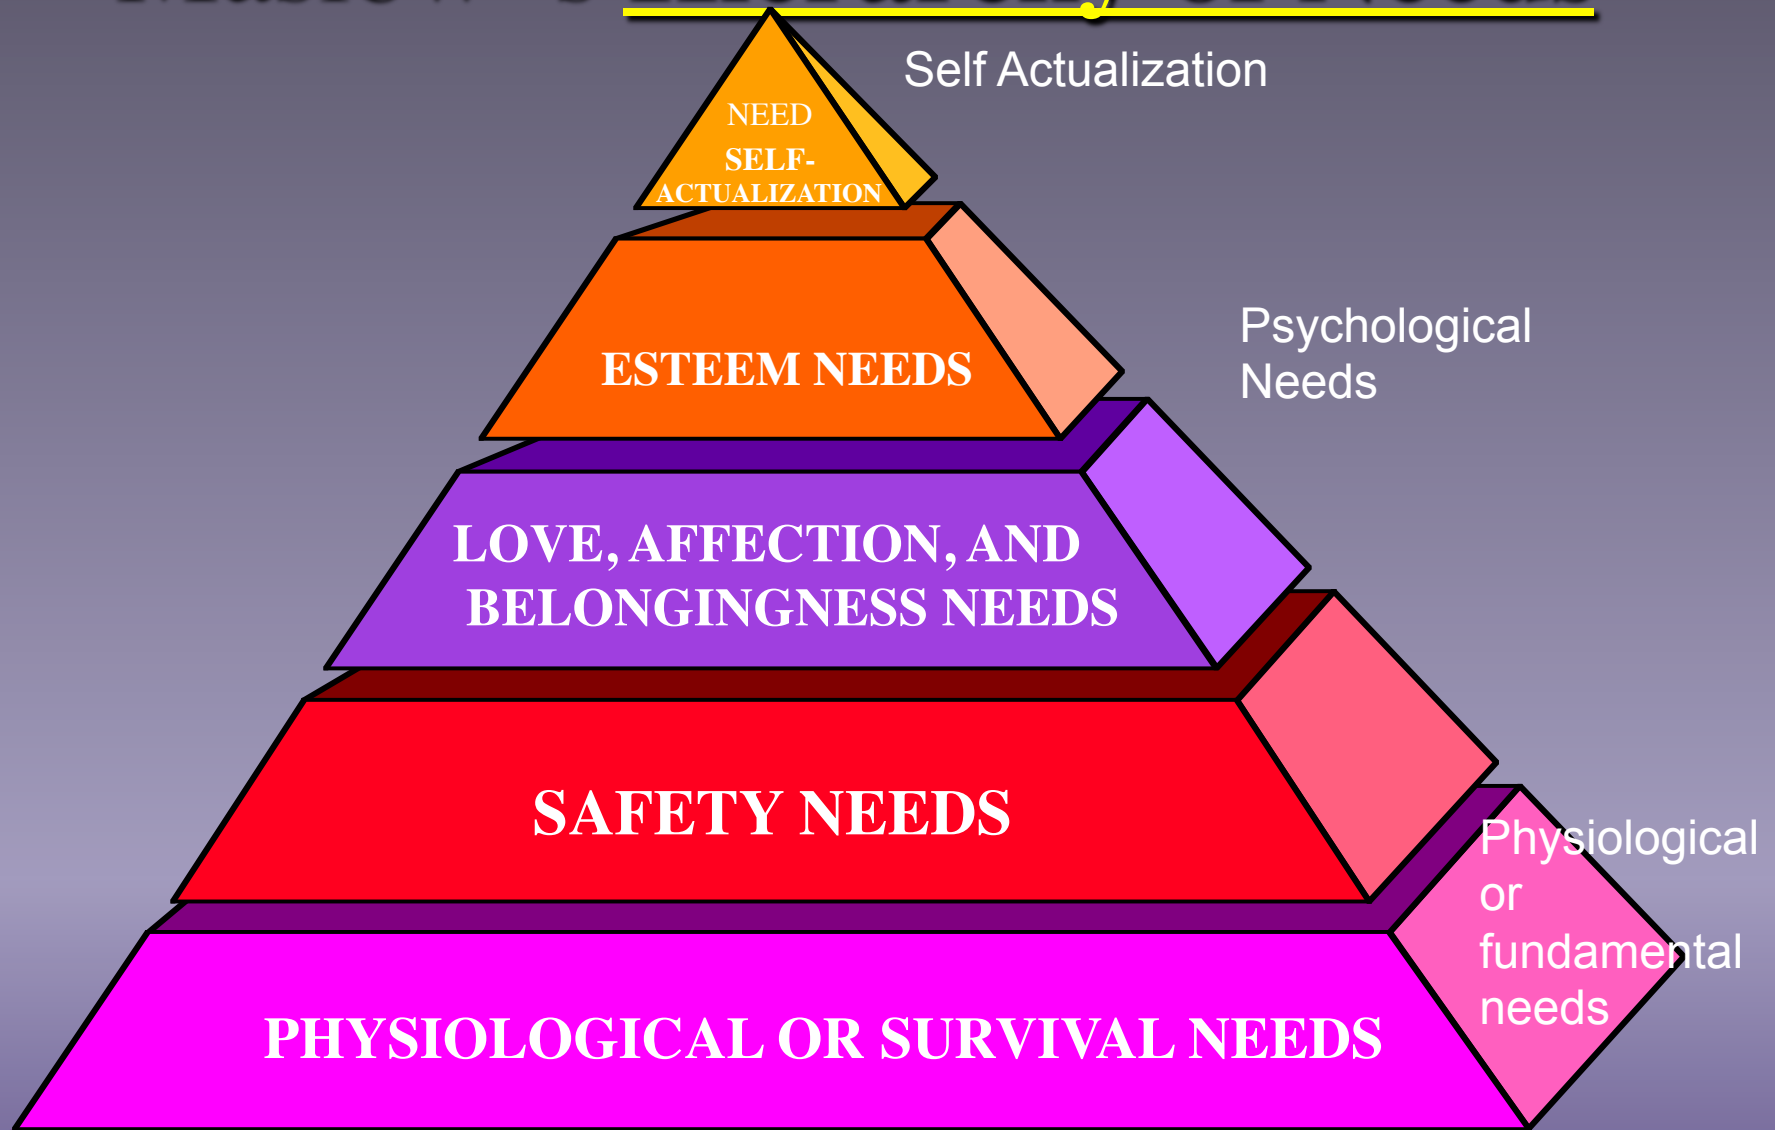 Self Actualization
NEED
SELF-
ACTUALIZATION
Psychological
Needs
ESTEEM NEEDS
LOVE, AFFECTION, AND
BELONGINGNESS NEEDS
SAFETY NEEDS
Physiological
or
fundamental
needs
PHYSIOLOGICAL OR SURVIVAL NEEDS